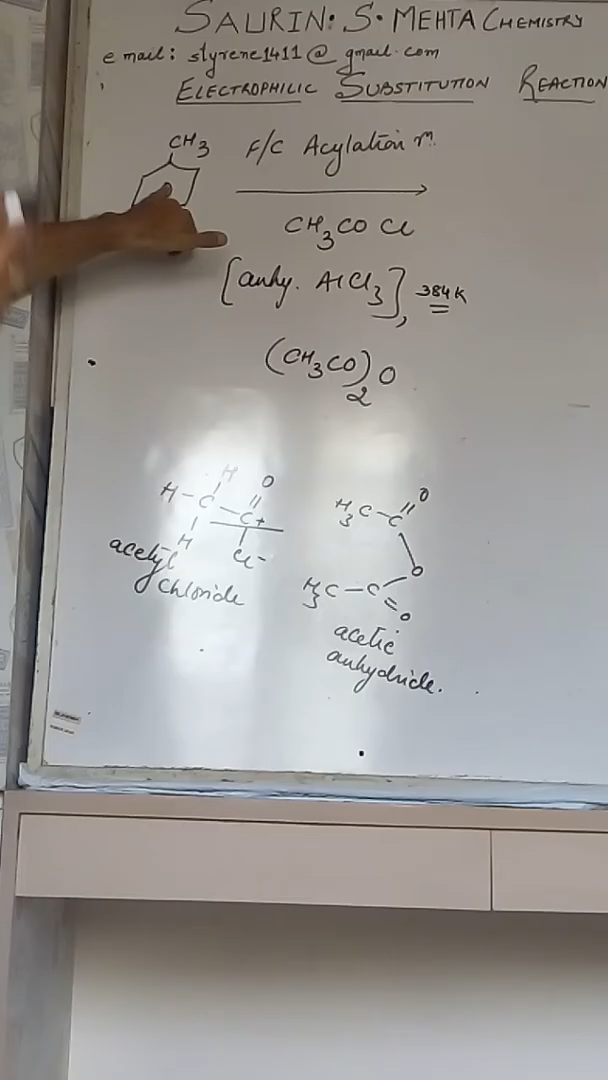 SAURIN. S. MEHTA CHEMISTRY
e mail: styrene1411@gmail.com
ELECTROPHILIC SUBSTITUTION REACTION
CH3
F/C Acylation rn.
CH3COCl
[anhy. AlCl3], 384K
(CH3CO)2O
H O
H-C-C+
H Cl-
acetyl chloride
H3C-C=O
O
H3C-C=O
acetic anhydride.